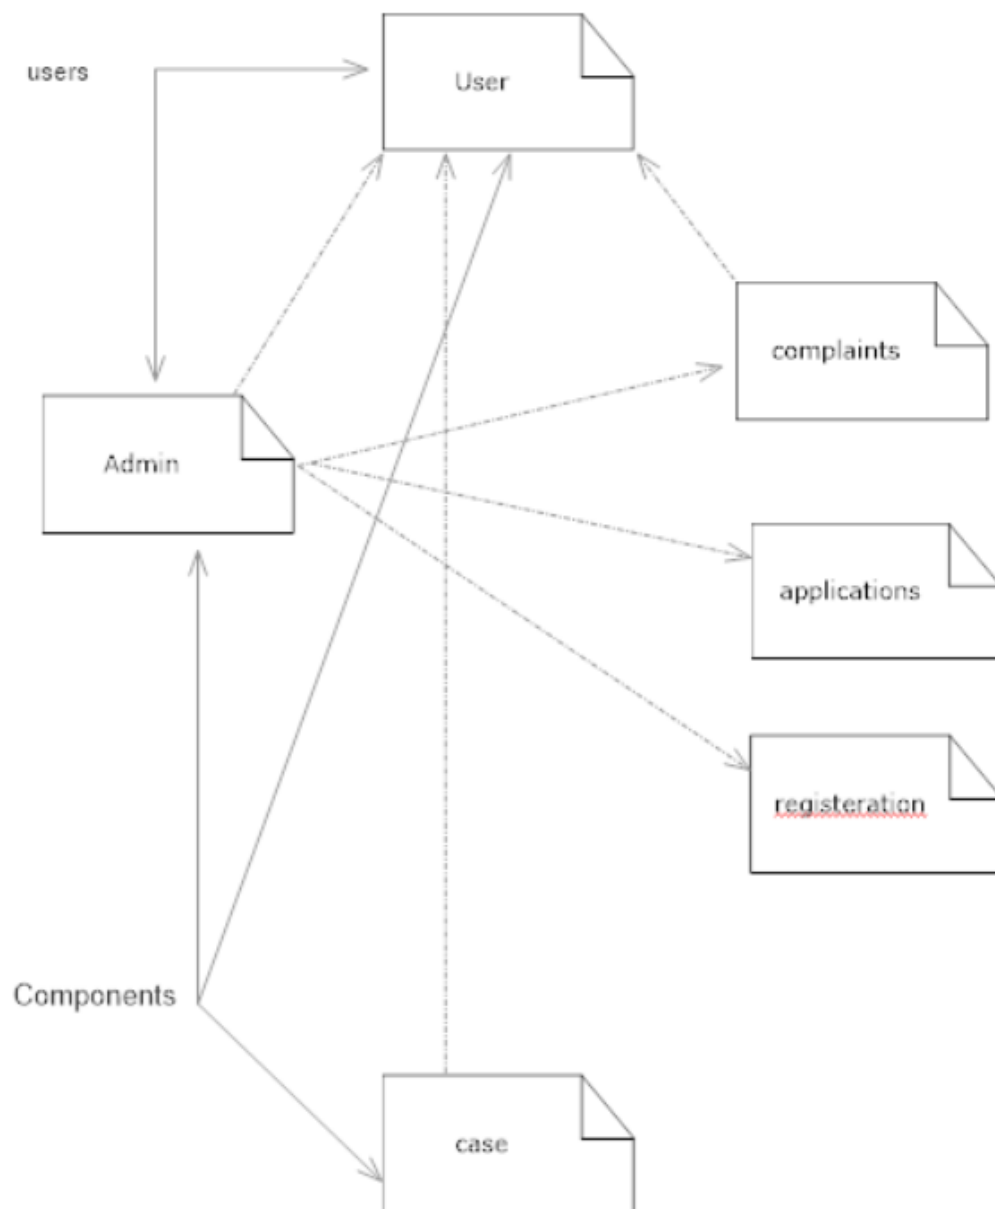 users
User
complaints
Admin
applications
registeration
Components
case